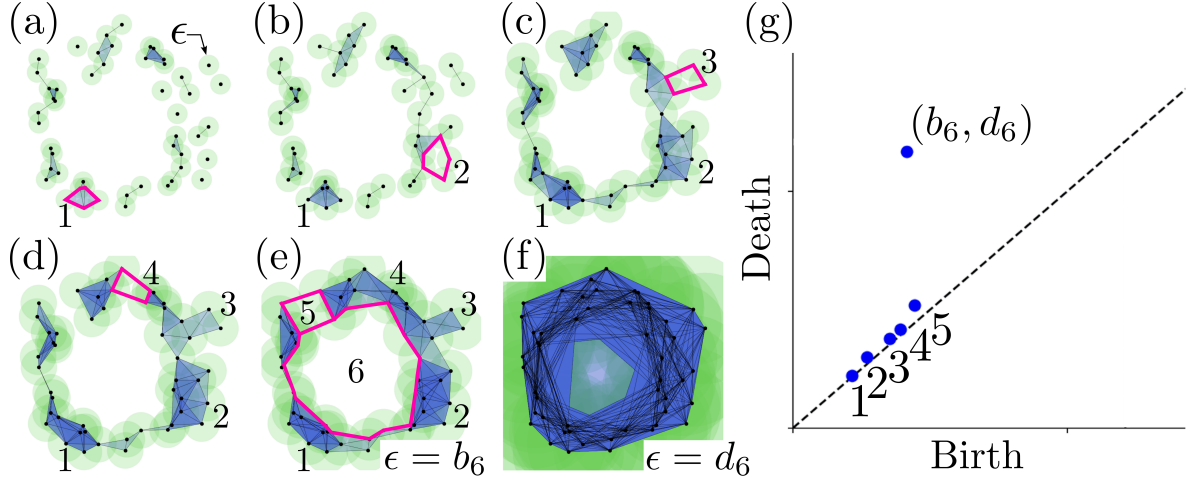 (a)
ϵ
1
(b)
2
(c)
3
2
1
(d)
4
3
2
1
(e)
4
5
3
6
2
1
ϵ = b₆
(f)
ϵ = d₆
(g)
(b₆, d₆)
Death
5
4
3
2
1
Birth